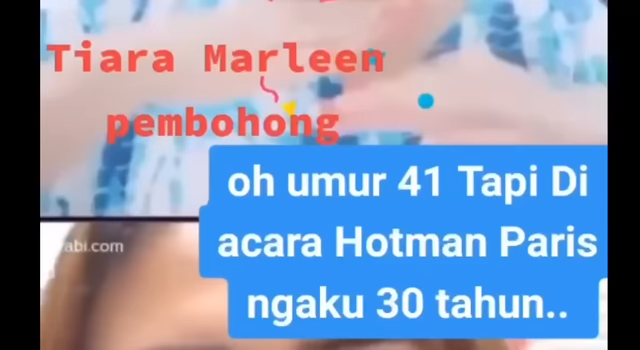 Tiara Marleen
pembohong
oh umur 41 Tapi Di
acara Hotman Paris
abi.com
ngaku 30 tahun..